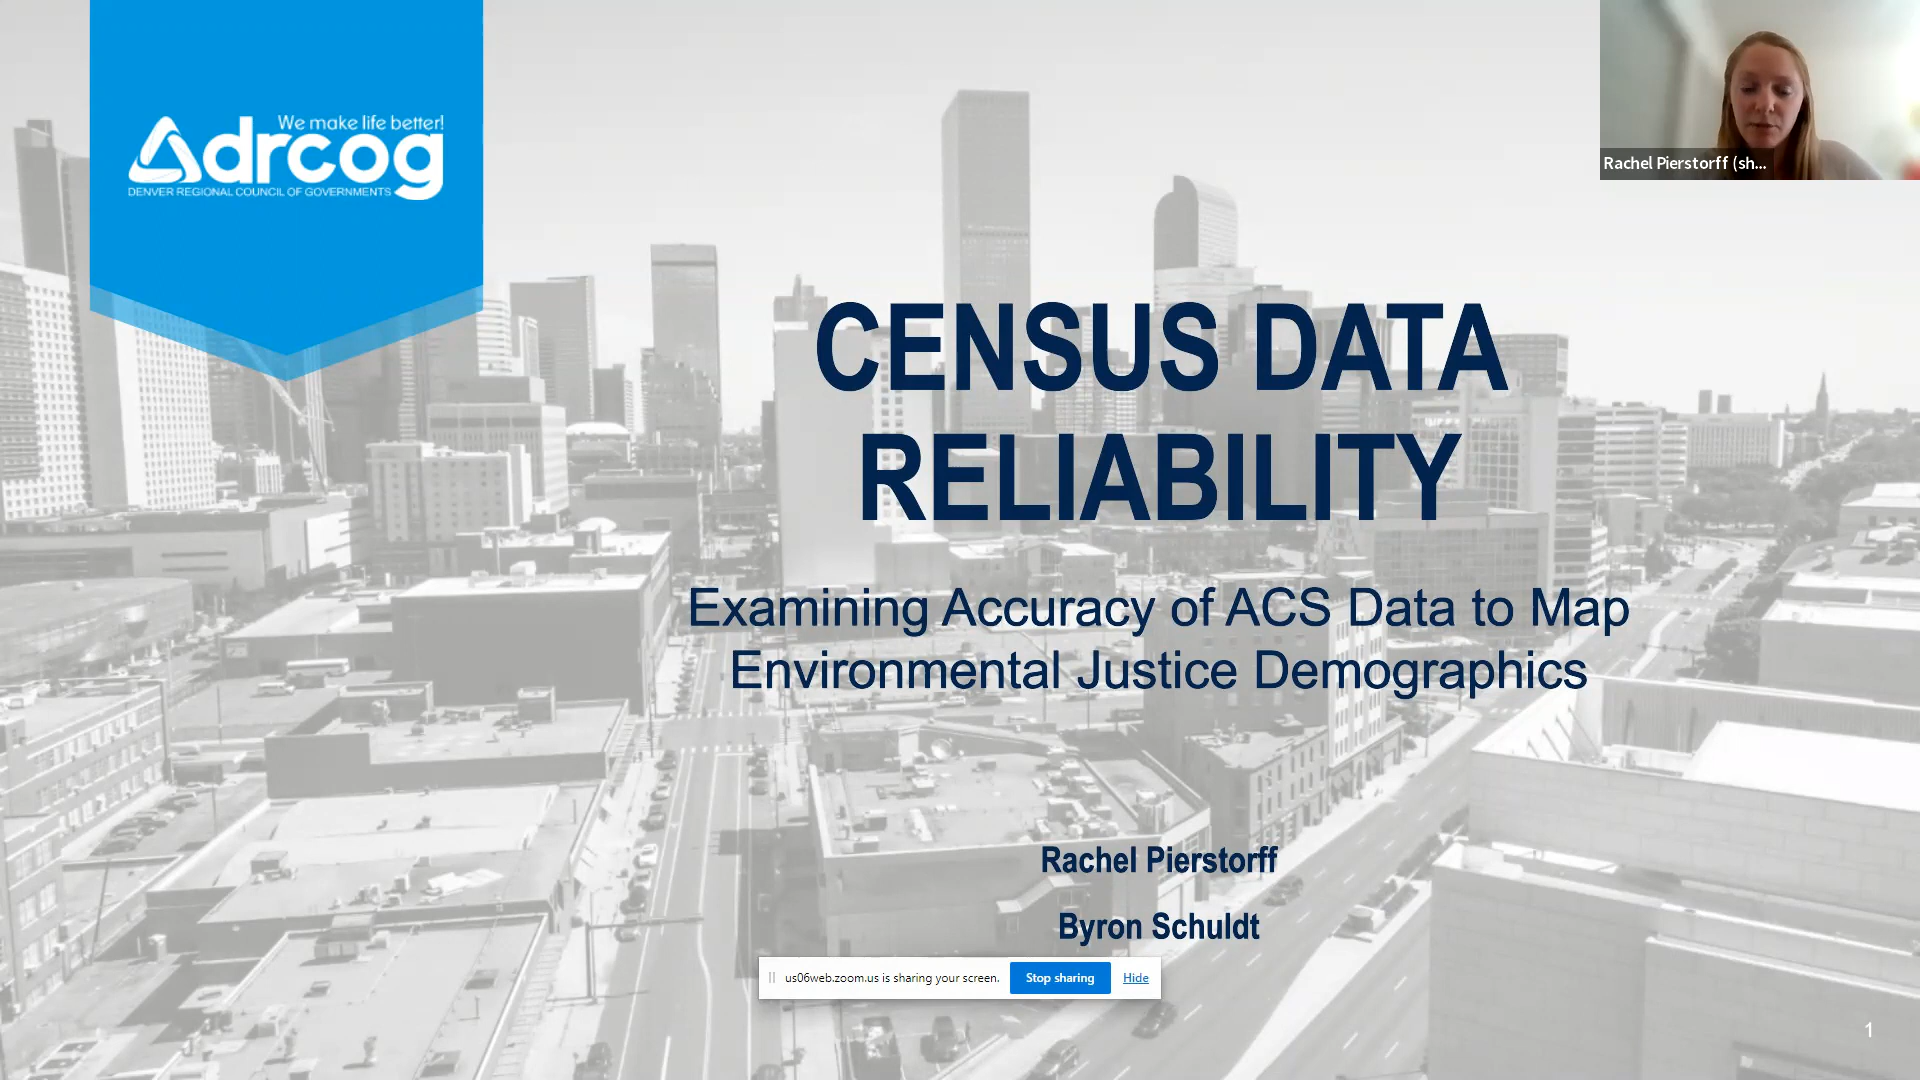 We make life better!
drcog
DENVER REGIONAL COUNCIL OF GOVERNMENTS
Rachel Pierstorff (sh...
CENSUS DATA
RELIABILITY
Examining Accuracy of ACS Data to Map
Environmental Justice Demographics
Rachel Pierstorff
Byron Schuldt
us06web.zoom.us is sharing your screen.
Stop sharing
Hide
1